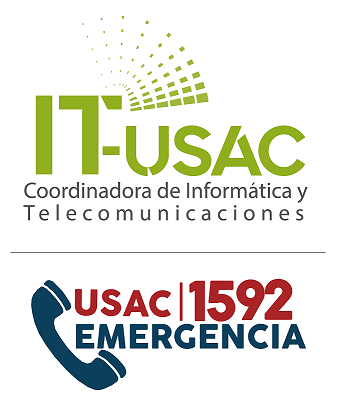 IT-USAC
Coordinadora de Informática y
Telecomunicaciones
USAC|1592
EMERGENCIA